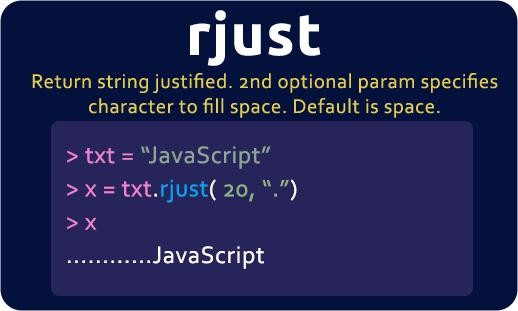 rjust
Return string justified. 2nd optional param specifies
character to fill space. Default is space.
> txt = “JavaScript”
> x = txt.rjust( 20, “.”)
> x
............JavaScript